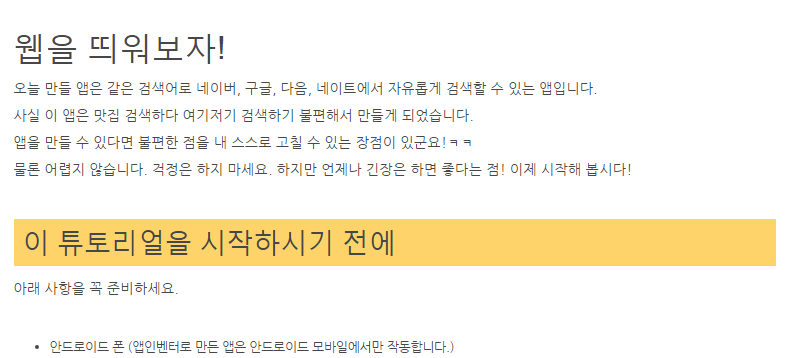 웹을 띄워보자!
오늘 만들 앱은 같은 검색어로 네이버, 구글, 다음, 네이트에서 자유롭게 검색할 수 있는 앱입니다.
사실 이 앱은 맛집 검색하다 여기저기 검색하기 불편해서 만들게 되었습니다.
앱을 만들 수 있다면 불편한 점을 내 스스로 고칠 수 있는 장점이 있군요!ㅋㅋ
물론 어렵지 않습니다. 걱정은 하지 마세요. 하지만 언제나 긴장은 하면 좋다는 점! 이제 시작해 봅시다!
이 튜토리얼을 시작하시기 전에
아래 사항을 꼭 준비하세요.
• 안드로이드 폰 (앱인벤터로 만든 앱은 안드로이드 모바일에서만 작동합니다.)